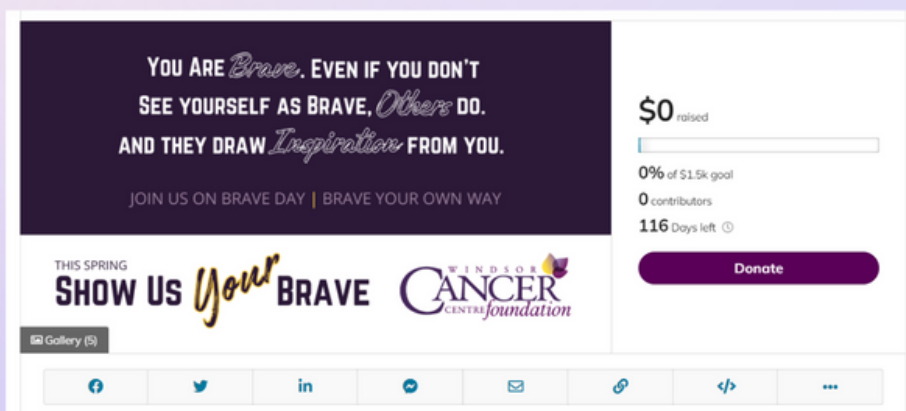 YOU ARE Brave. EVEN IF YOU DON'T
SEE YOURSELF AS BRAVE, Others DO.
AND THEY DRAW Inspiration FROM YOU.
JOIN US ON BRAVE DAY | BRAVE YOUR OWN WAY
THIS SPRING
SHOW US Your BRAVE
WINDSOR
CANCER
CENTRE foundation
Gallery (5)
$0 raised
0% of $1.5k goal
0 contributors
116 Days left
Donate